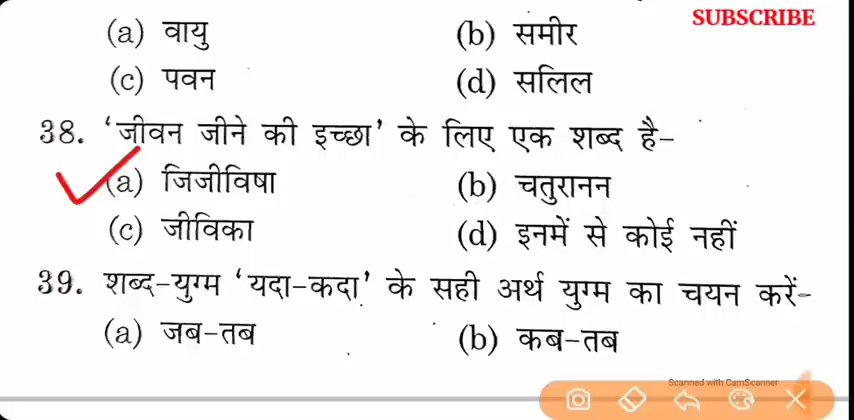 SUBSCRIBE
(a) वायु (b) समीर
(c) पवन (d) सलिल
38. ‘जीवन जीने की इच्छा’ के लिए एक शब्द है-
(a) जिजीविषा (b) चतुरानन
(c) जीविका (d) इनमें से कोई नहीं
39. शब्द-युग्म ‘यदा-कदा’ के सही अर्थ युग्म का चयन करें-
(a) जब-तब (b) कब-तब
Scanned with CamScanner